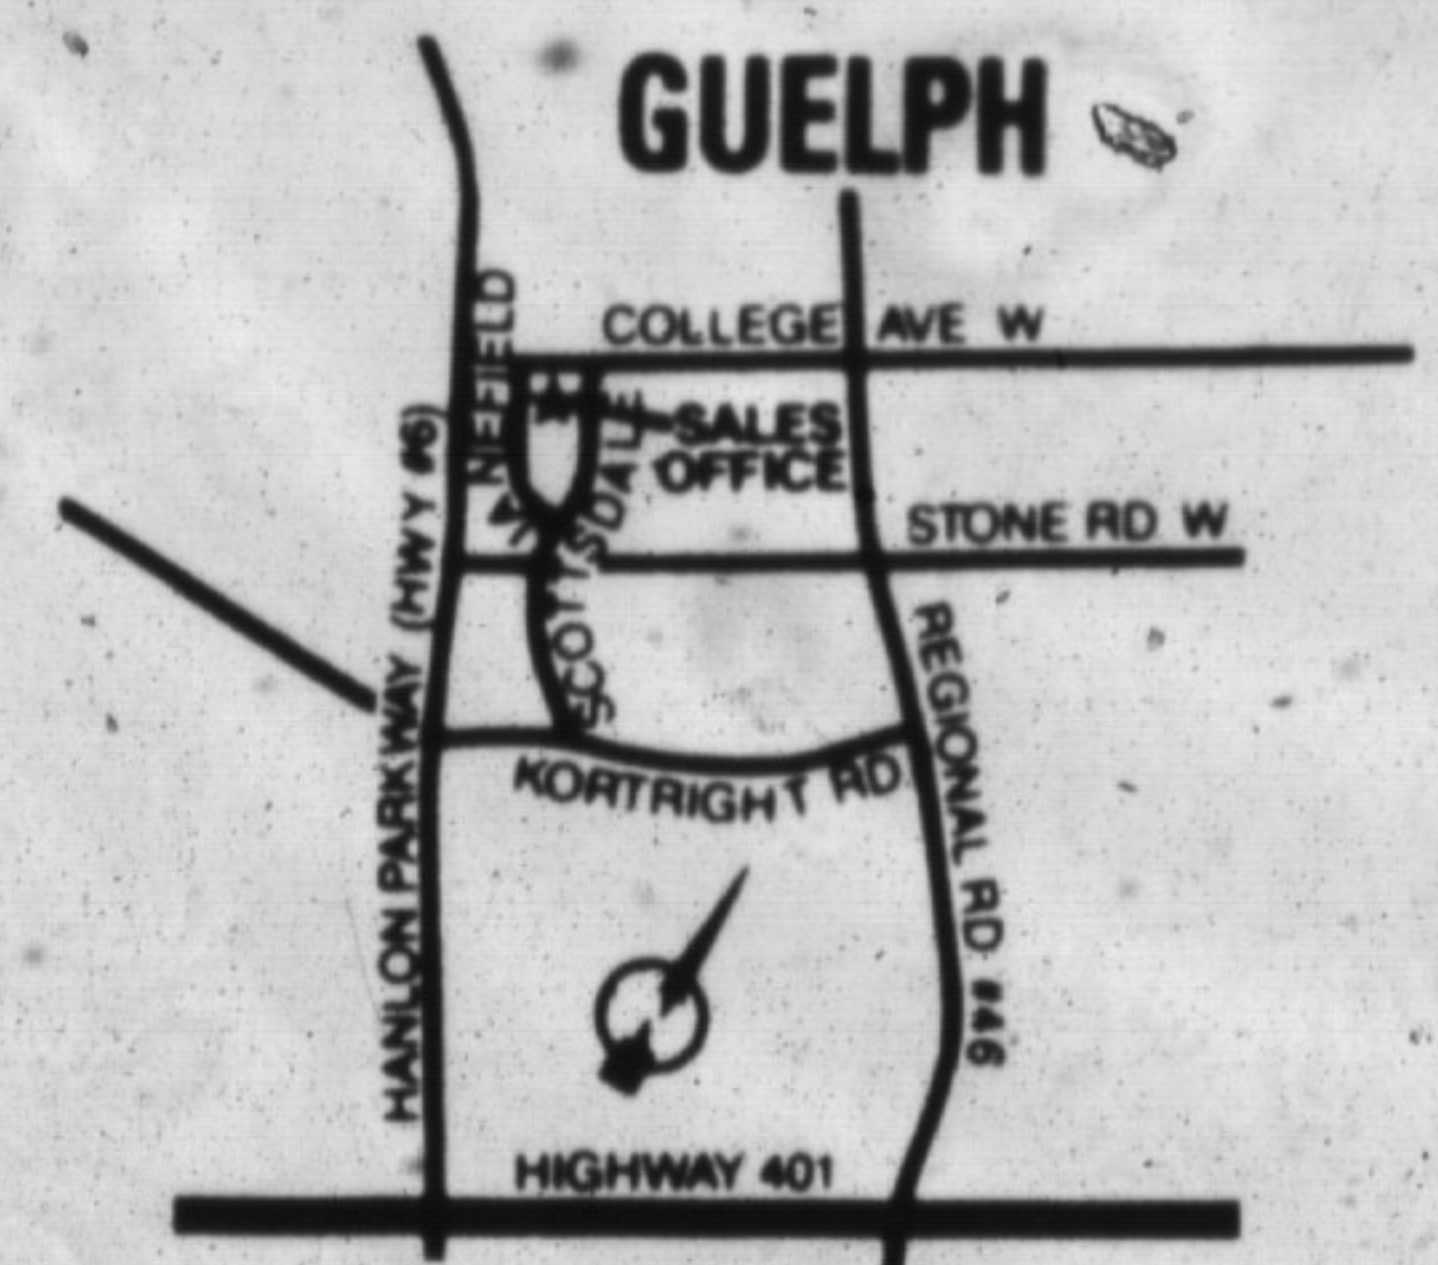 GUELPH
COLLEGE AVE W
JANEFIELD
SCOTTSDALE
SALES
OFFICE
STONE RD W
HANLON PARKWAY (HWY #6)
KORTRIGHT RD
REGIONAL RD #46
HIGHWAY 401